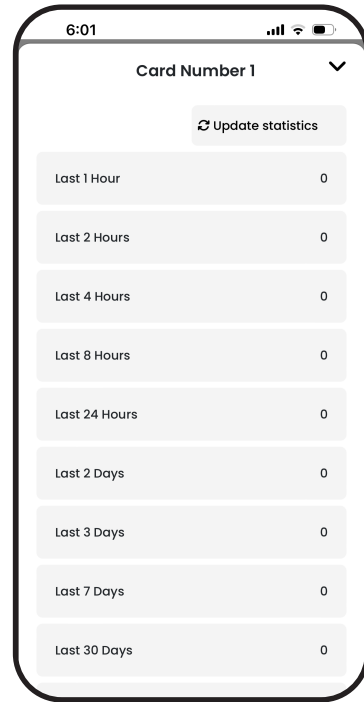 6:01
Card Number 1
Update statistics
Last 1 Hour 0
Last 2 Hours 0
Last 4 Hours 0
Last 8 Hours 0
Last 24 Hours 0
Last 2 Days 0
Last 3 Days 0
Last 7 Days 0
Last 30 Days 0